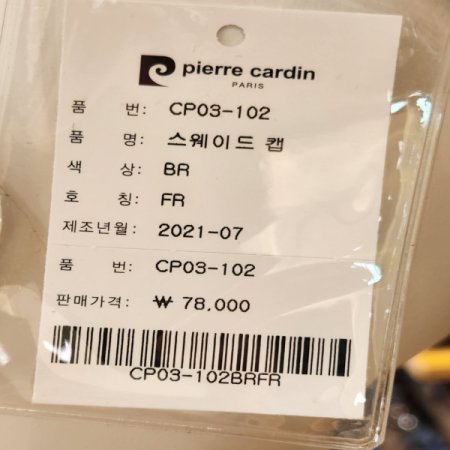 pierre cardin
PARIS
품 번: CP03-102
품 명: 스웨이드 캡
색 상: BR
호 칭: FR
제조년월: 2021-07
품 번: CP03-102
판매가격: ₩ 78,000
CP03-102BRFR